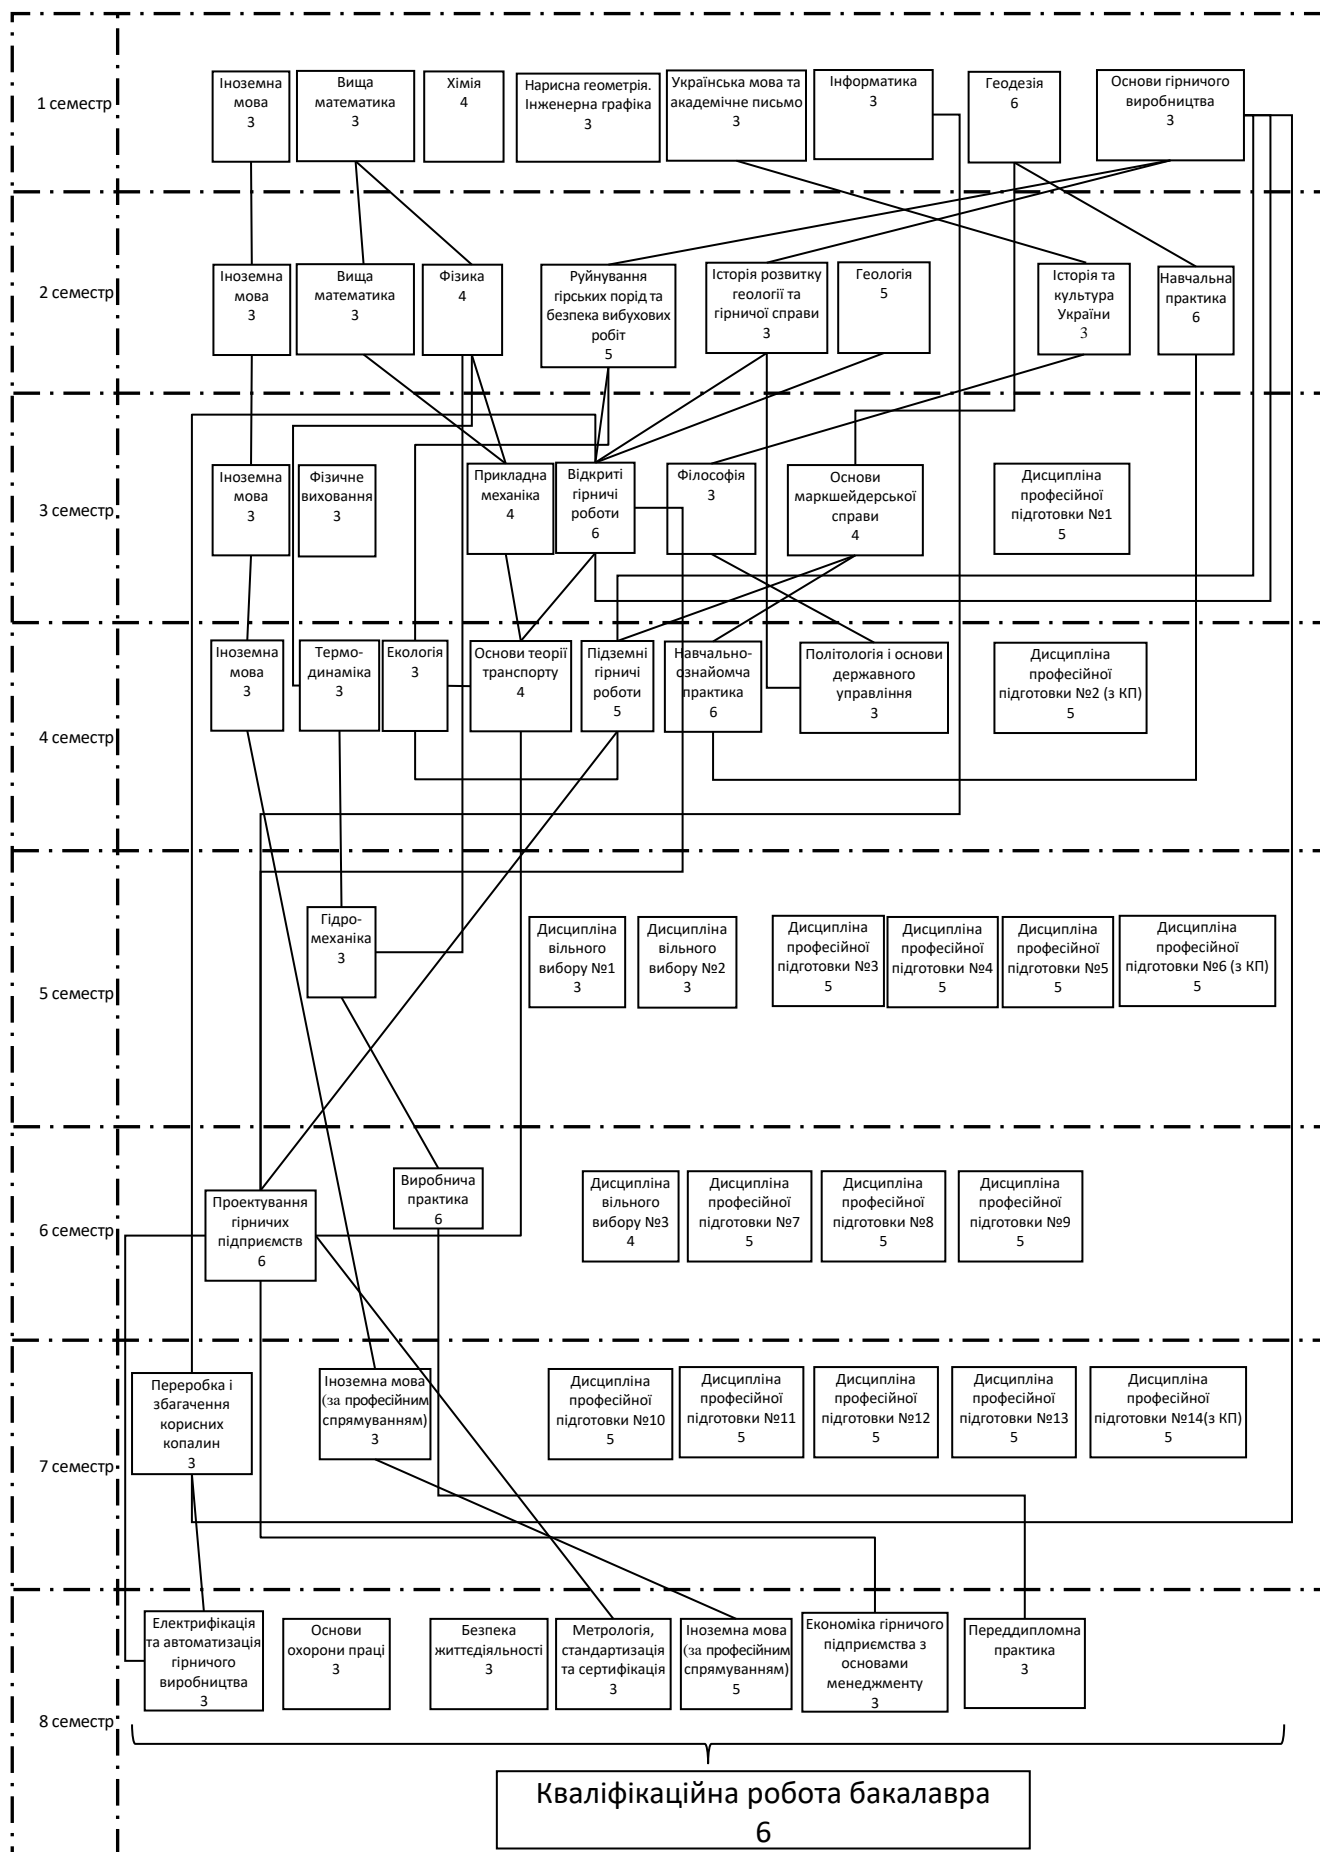 1 семестр
Іноземна
мова
3
Вища
математика
3
Хімія
4
Нарисна геометрія.
Інженерна графіка
3
Українська мова та
академічне письмо
3
Інформатика
3
Геодезія
6
Основи гірничого
виробництва
3
2 семестр
Іноземна
мова
3
Вища
математика
3
Фізика
4
Руйнування
гірських порід та
безпека вибухових
робіт
5
Історія розвитку
геології та
гірничої справи
3
Геологія
5
Історія та
культура
України
3
Навчальна
практика
6
3 семестр
Іноземна
мова
3
Фізичне
виховання
3
Прикладна
механіка
4
Відкриті
гірничі
роботи
6
Філософія
3
Основи
маркшейдерської
справи
4
Дисципліна
професійної
підготовки №1
5
4 семестр
Іноземна
мова
3
Термо-
динаміка
3
Екологія
3
Основи теорії
транспорту
4
Підземні
гірничі
роботи
5
Навчально-
ознайомча
практика
6
Політологія і основи
державного
управління
3
Дисципліна
професійної
підготовки №2 (з КП)
5
5 семестр
Гідро-
механіка
3
Дисципліна
вільного
вибору №1
3
Дисципліна
вільного
вибору №2
3
Дисципліна
професійної
підготовки №3
5
Дисципліна
професійної
підготовки №4
5
Дисципліна
професійної
підготовки №5
5
Дисципліна
професійної
підготовки №6 (з КП)
5
6 семестр
Проектування
гірничих
підприємств
6
Виробнича
практика
6
Дисципліна
вільного
вибору №3
4
Дисципліна
професійної
підготовки №7
5
Дисципліна
професійної
підготовки №8
5
Дисципліна
професійної
підготовки №9
5
7 семестр
Переробка і
збагачення
корисних
копалин
3
Іноземна мова
(за професійним
спрямуванням)
3
Дисципліна
професійної
підготовки №10
5
Дисципліна
професійної
підготовки №11
5
Дисципліна
професійної
підготовки №12
5
Дисципліна
професійної
підготовки №13
5
Дисципліна
професійної
підготовки №14(з КП)
5
8 семестр
Електрифікація
та автоматизація
гірничого
виробництва
3
Основи
охорони праці
3
Безпека
життєдіяльності
3
Метрологія,
стандартизація
та сертифікація
3
Іноземна мова
(за професійним
спрямуванням)
5
Економіка гірничого
підприємства з
основами
менеджменту
3
Переддипломна
практика
3
Кваліфікаційна робота бакалавра
6